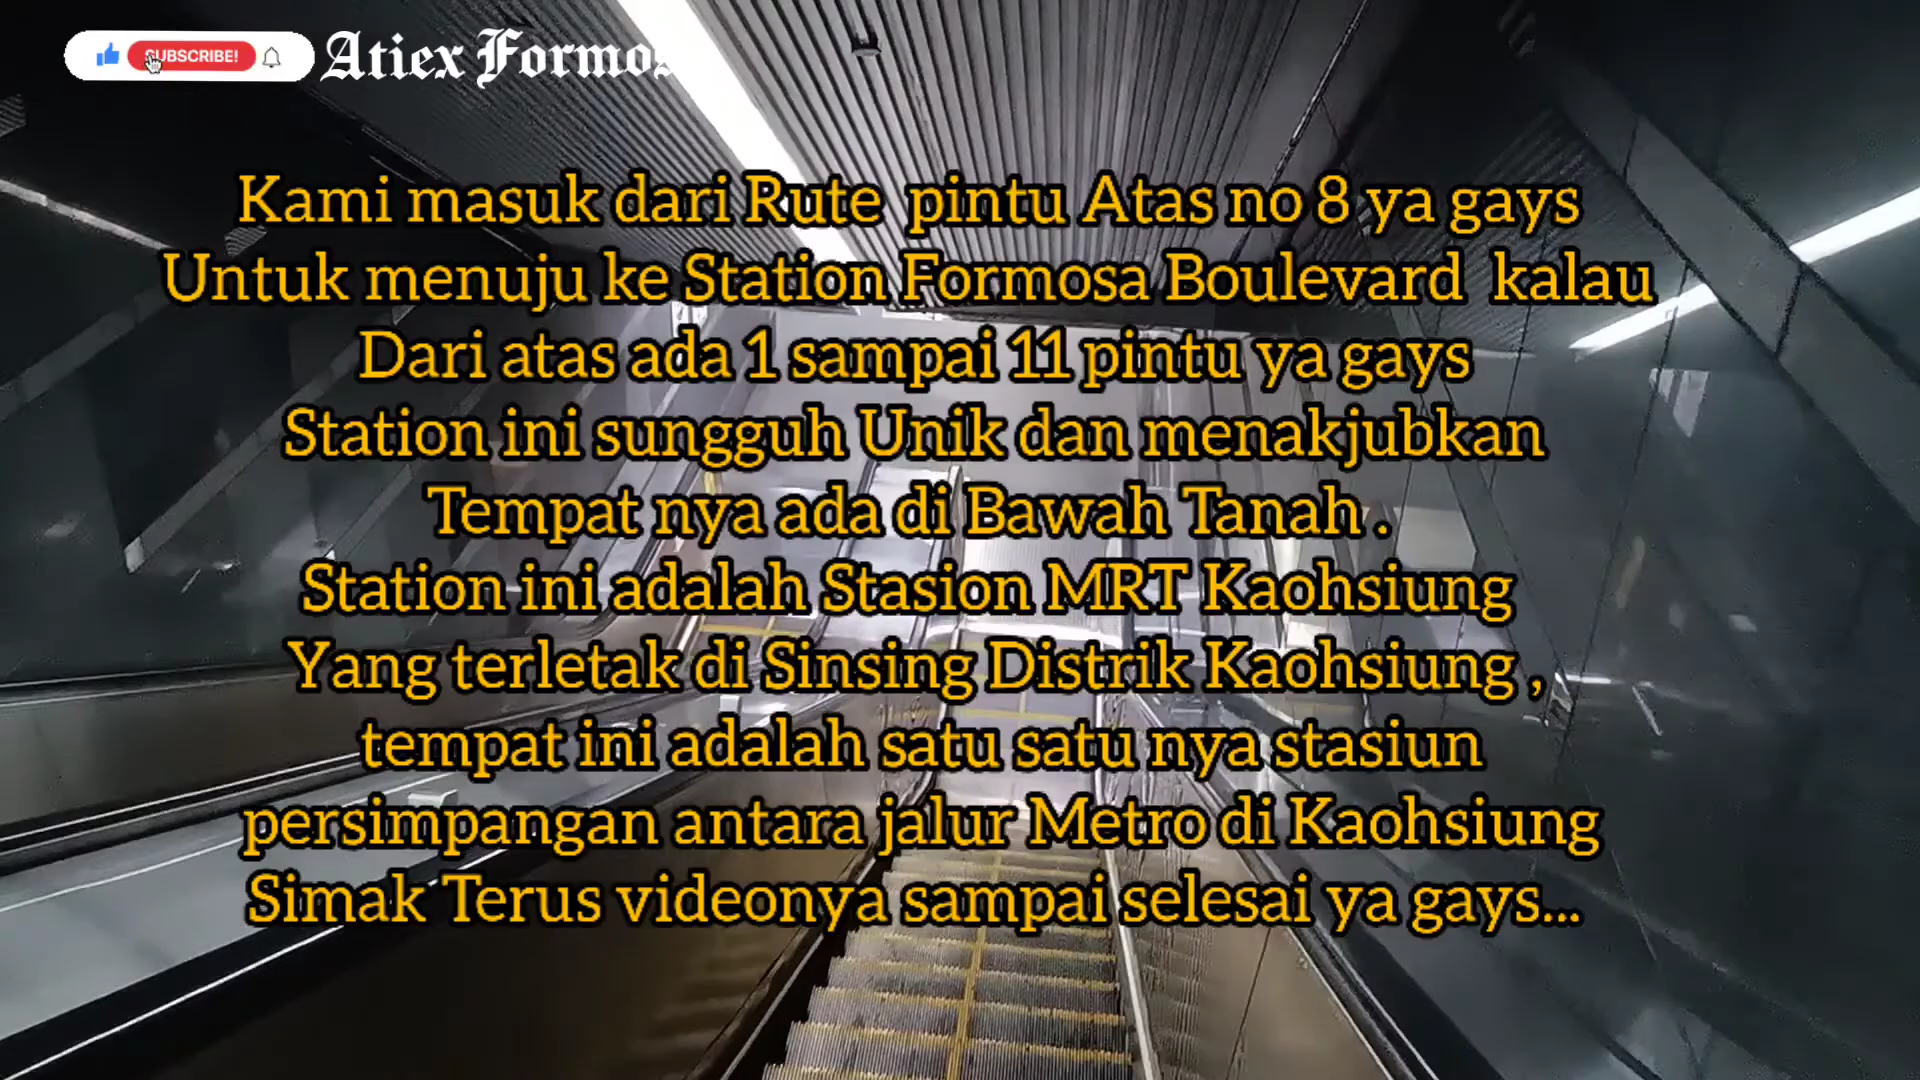 SUBSCRIBE!
Atiex Formos
Kami masuk dari Rute pintu Atas no 8 ya gays
Untuk menuju ke Station Formosa Boulevard kalau
Dari atas ada 1 sampai 11 pintu ya gays
Station ini sungguh Unik dan menakjubkan
Tempat nya ada di Bawah Tanah .
Station ini adalah Stasion MRT Kaohsiung
Yang terletak di Sinsing Distrik Kaohsiung ,
tempat ini adalah satu satu nya stasiun
persimpangan antara jalur Metro di Kaohsiung
Simak Terus videonya sampai selesai ya gays...